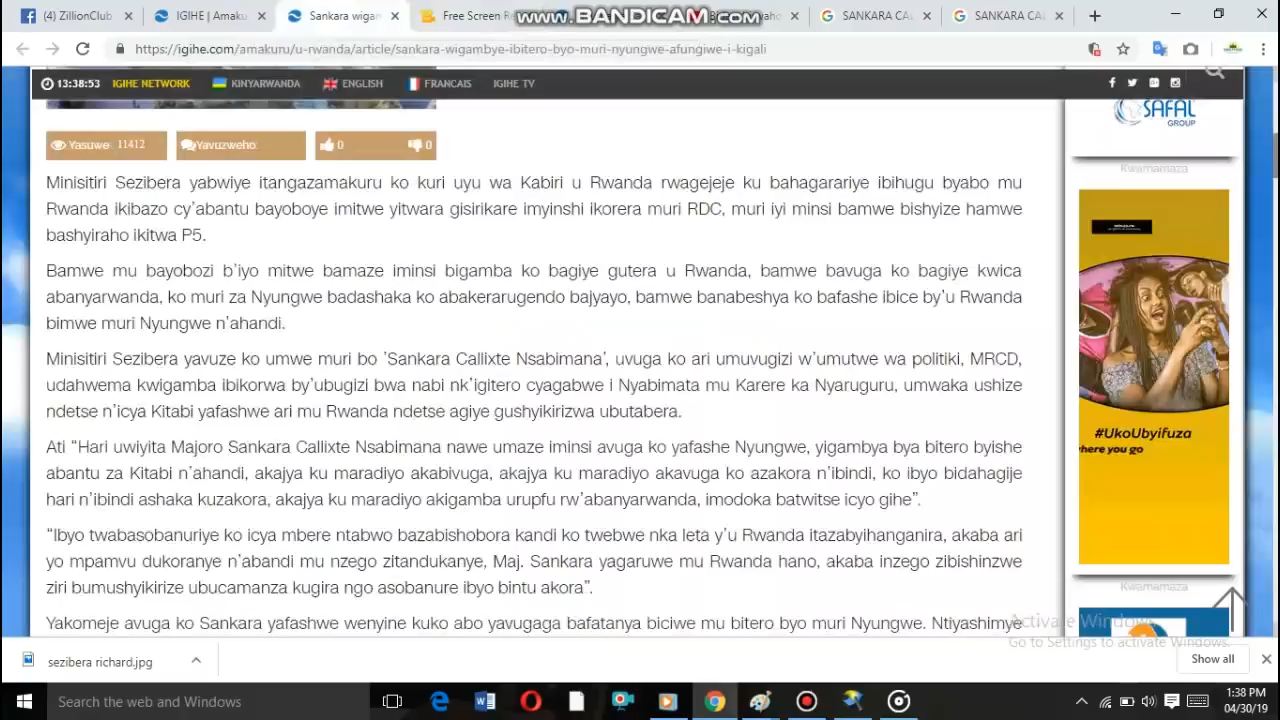 (4) ZillionClub
IGIHE | Amaku
Sankara wigam
Free Screen Re
SANKARA CAL
SANKARA CAL
www.BANDICAM.com
https://igihe.com/amakuru/u-rwanda/article/sankara-wigambye-ibitero-byo-muri-nyungwe-afungiwe-i-kigali
13:38:53 IGIHE NETWORK KINYARWANDA ENGLISH FRANCAIS IGIHE TV
SAFAL
GROUP
Yasuwe: 11412 Yavuzweho: 0 0
Kwamamaza
Minisitiri Sezibera yabwiye itangazamakuru ko kuri uyu wa Kabiri u Rwanda rwagejeje ku bahagarariye ibihugu byabo mu
Rwanda ikibazo cy'abantu bayoboye imitwe yitwara gisirikare imyinshi ikorera muri RDC, muri iyi minsi bamwe bishyize hamwe
bashyiraho ikitwa P5.
Bamwe mu bayobozi b'iyo mitwe bamaze iminsi bigamba ko bagiye gutera u Rwanda, bamwe bavuga ko bagiye kwica
abanyarwanda, ko muri za Nyungwe badashaka ko abakerarugendo bajyayo, bamwe banabeshya ko bafashe ibice by'u Rwanda
bimwe muri Nyungwe n'ahandi.
Minisitiri Sezibera yavuze ko umwe muri bo 'Sankara Callixte Nsabimana', uvuga ko ari umuvugizi w'umutwe wa politiki, MRCD,
udahwema kwigamba ibikorwa by'ubugizi bwa nabi nk'igitero cyagabwe i Nyabimata mu Karere ka Nyaruguru, umwaka ushize
ndetse n'icya Kitabi yafashwe ari mu Rwanda ndetse agiye gushyikirizwa ubutabera.
Ati “Hari uwiyita Majoro Sankara Callixte Nsabimana nawe umaze iminsi avuga ko yafashe Nyungwe, yigambya bya bitero byishe
abantu za Kitabi n'ahandi, akajya ku maradiyo akabivuga, akajya ku maradiyo akavuga ko azakora n'ibindi, ko ibyo bidahagije
hari n'ibindi ashaka kuzakora, akajya ku maradiyo akigamba urupfu rw'abanyarwanda, imodoka batwitse icyo gihe”.
“Ibyo twabasobanuriye ko icya mbere ntabwo bazabishobora kandi ko twebwe nka leta y'u Rwanda itazabyihanganira, akaba ari
yo mpamvu dukoranye n'abandi mu nzego zitandukanye, Maj. Sankara yagaruwe mu Rwanda hano, akaba inzego zibishinzwe
ziri bumushyikirize ubucamanza kugira ngo asobanure ibyo bintu akora”.
Yakomeje avuga ko Sankara yafashwe wenyine kuko abo yavugaga bafatanya biciwe mu bitero byo muri Nyungwe. Ntiyashimye
#UkoUbyifuza
here you go
Kwamamaza
Activate Windows
Go to Settings to activate Windows.
sezibera richard.jpg
Show all
Search the web and Windows
1:38 PM
04/30/19